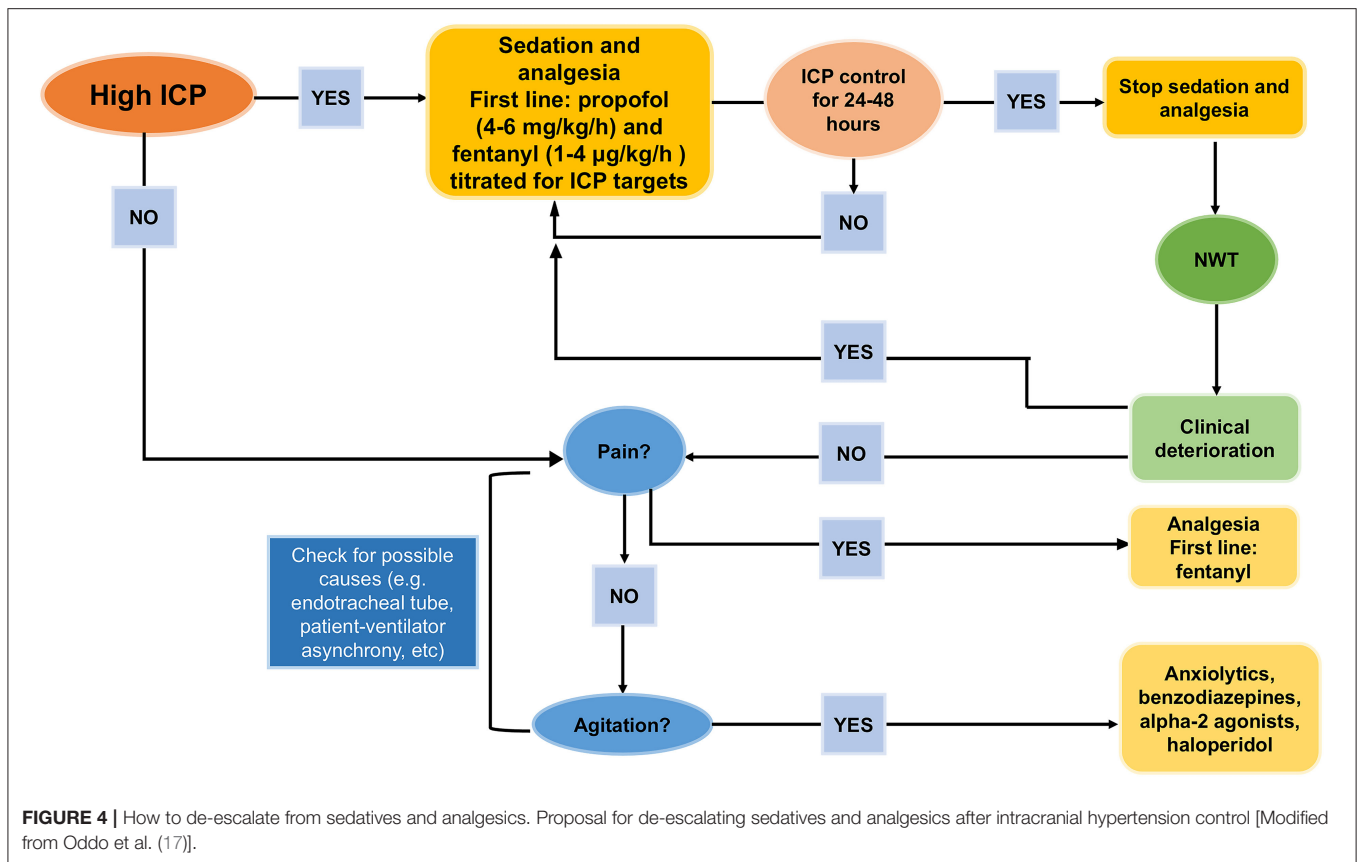 High ICP
YES
Sedation and
analgesia
First line: propofol
(4-6 mg/kg/h) and
fentanyl (1-4 µg/kg/h )
titrated for ICP targets
ICP control
for 24-48
hours
YES
Stop sedation and
analgesia
NO
NO
NWT
YES
Clinical
deterioration
NO
Pain?
YES
Analgesia
First line:
fentanyl
Check for possible
causes (e.g.
endotracheal tube,
patient-ventilator
asynchrony, etc)
NO
Agitation?
YES
Anxiolytics,
benzodiazepines,
alpha-2 agonists,
haloperidol
FIGURE 4 | How to de-escalate from sedatives and analgesics. Proposal for de-escalating sedatives and analgesics after intracranial hypertension control [Modified
from Oddo et al. (17)].